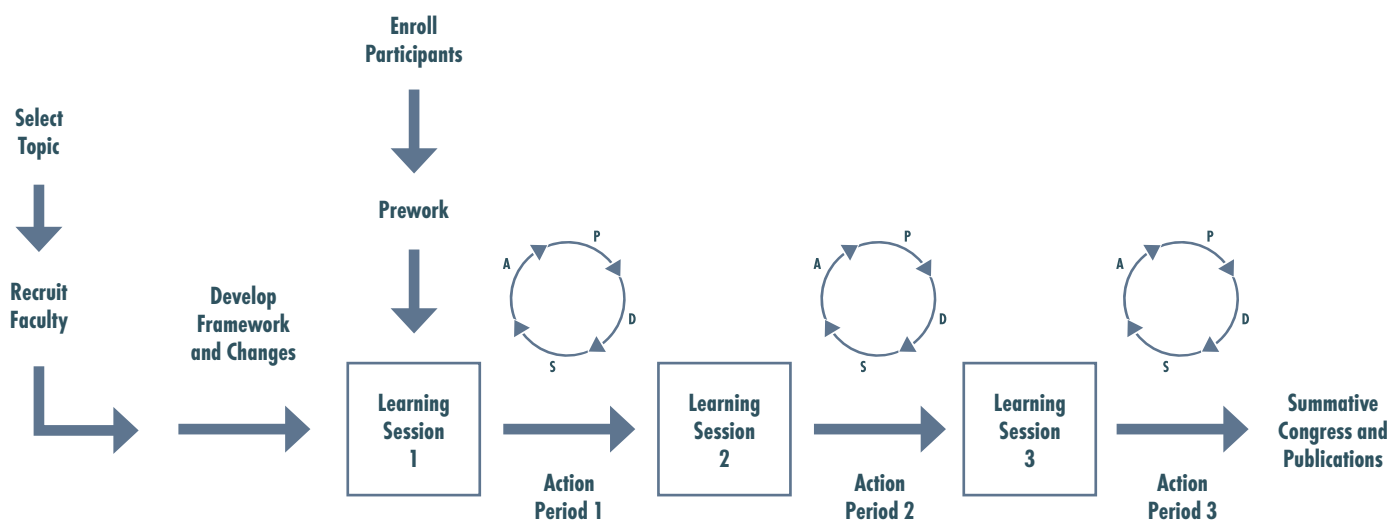 Enroll
Participants
Select
Topic
Prework
Recruit
Faculty
Develop
Framework
and Changes
P
A
D
S
P
A
D
S
P
A
D
S
Learning
Session
1
Learning
Session
2
Learning
Session
3
Summative
Congress and
Publications
Action
Period 1
Action
Period 2
Action
Period 3